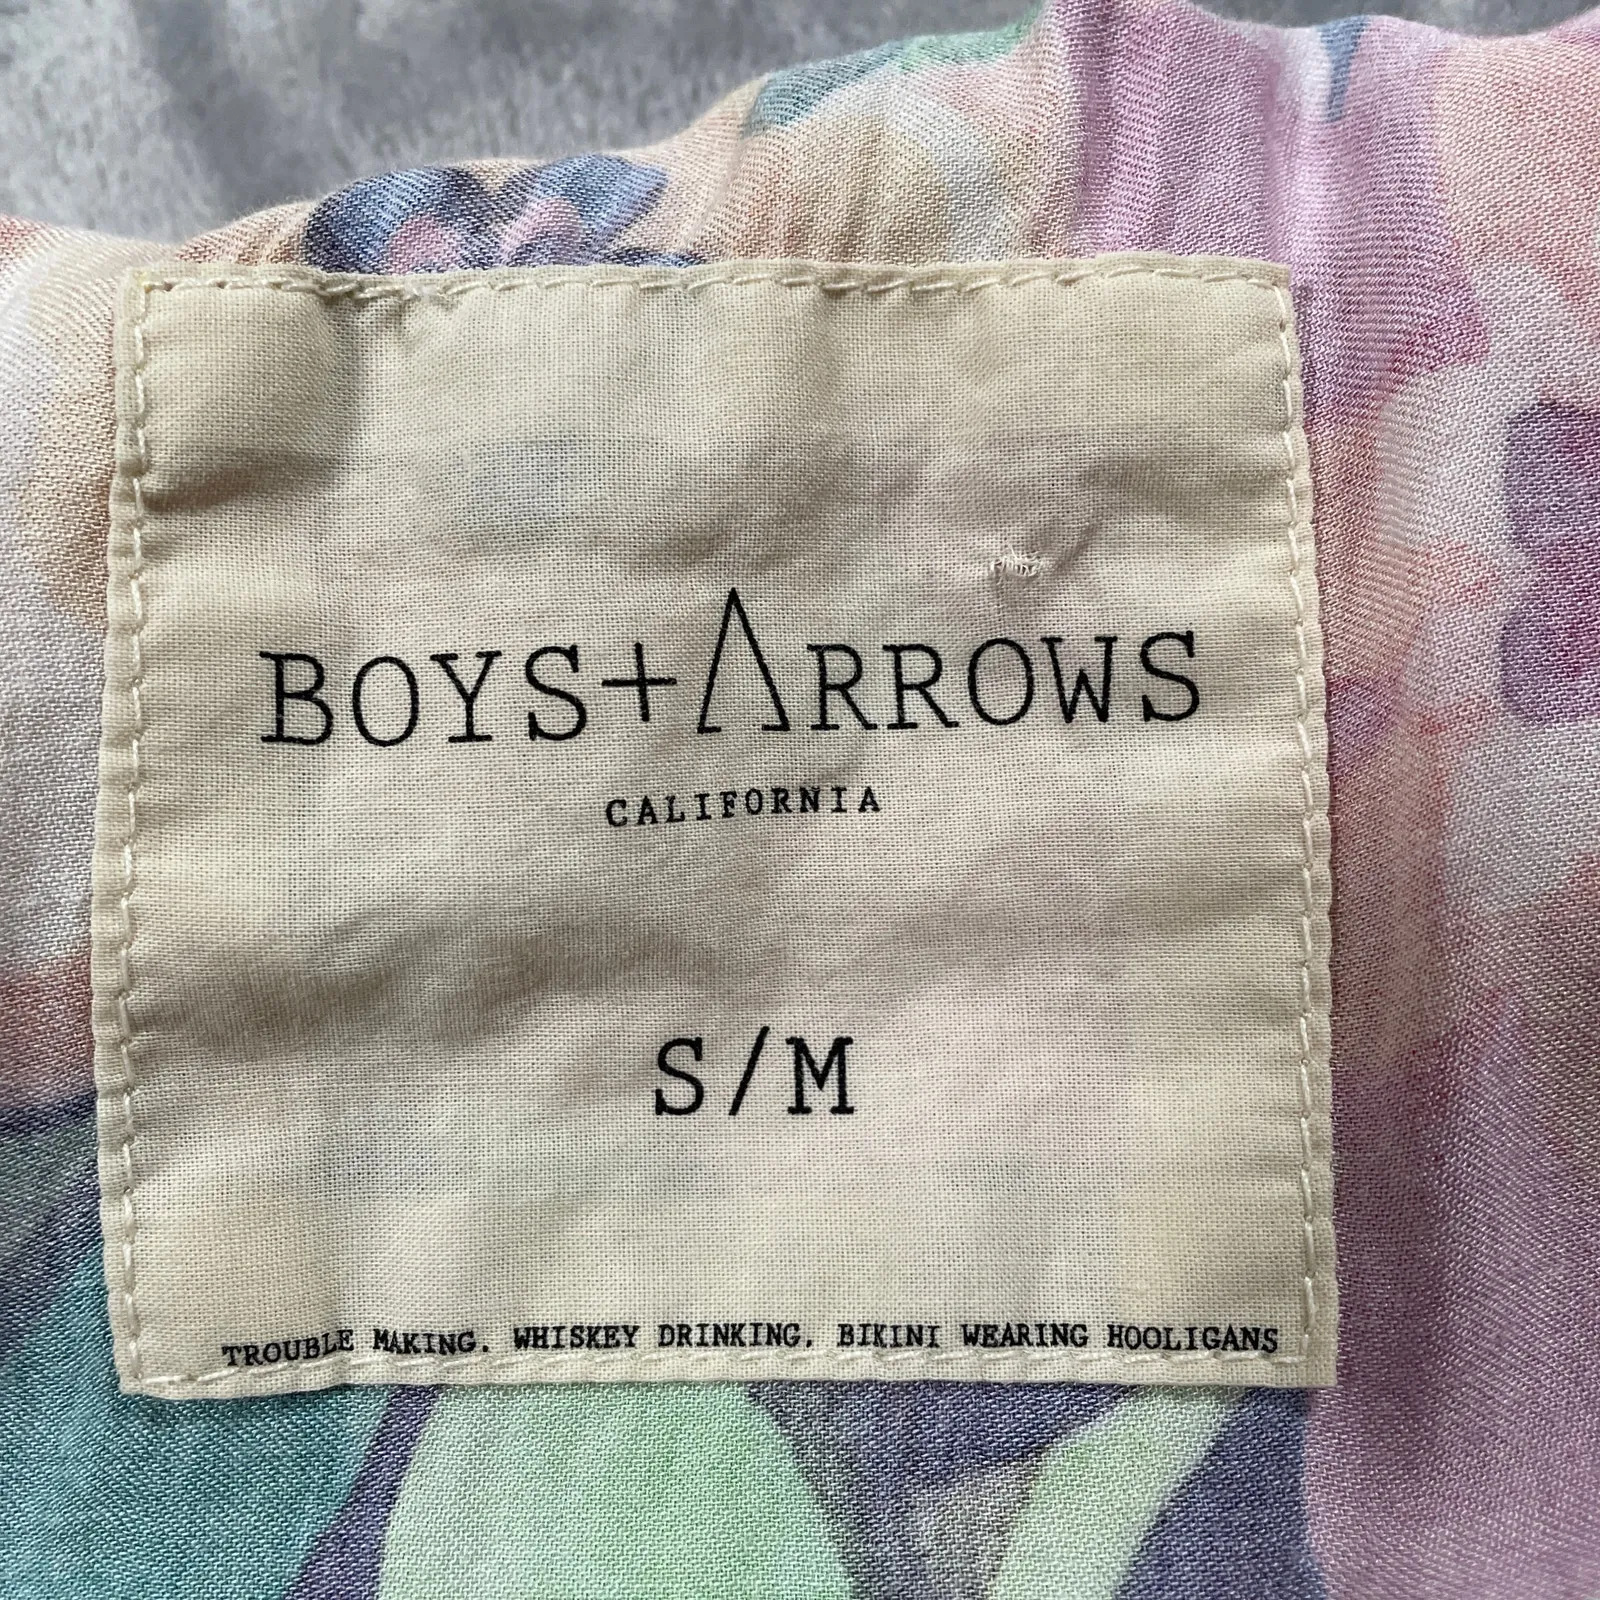 BOYS+ARROWS
CALIFORNIA
S/M
TROUBLE MAKING. WHISKEY DRINKING, BIKINI WEARING HOOLIGANS